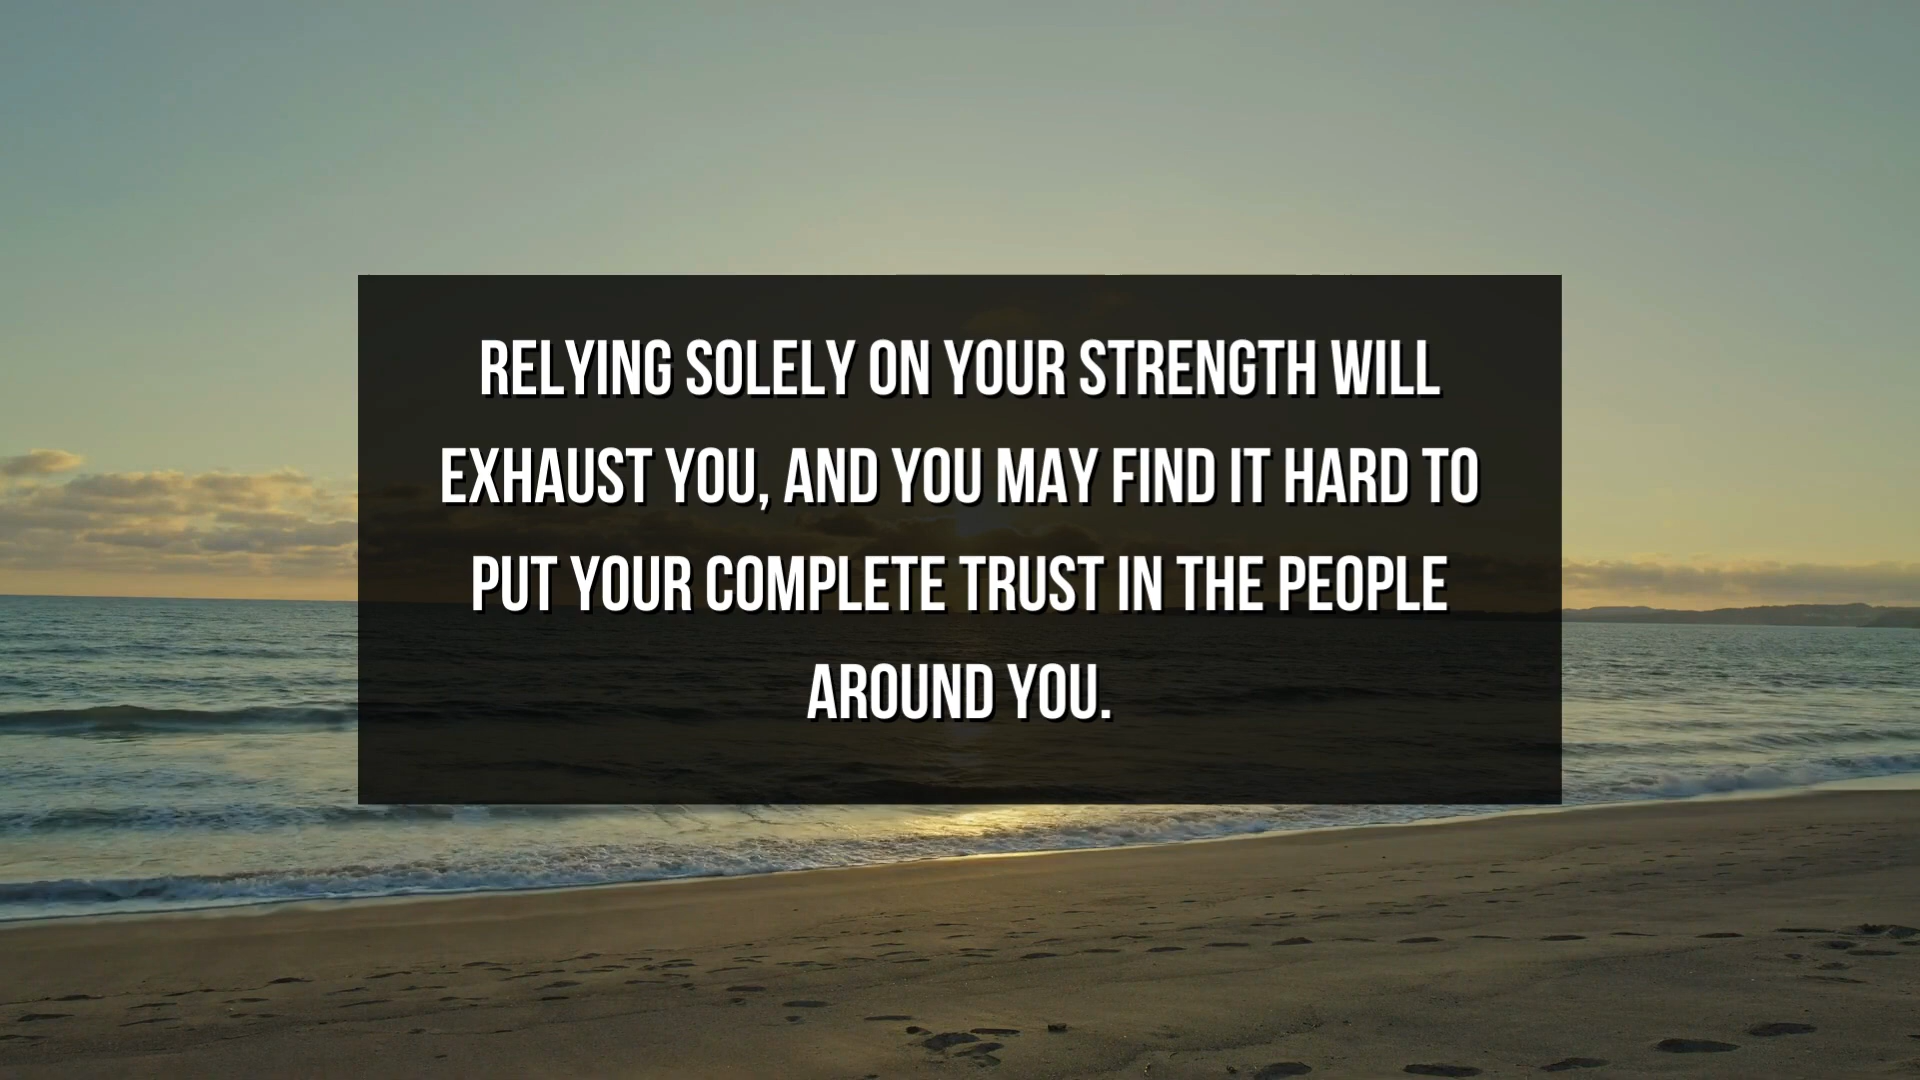 RELYING SOLELY ON YOUR STRENGTH WILL
EXHAUST YOU, AND YOU MAY FIND IT HARD TO
PUT YOUR COMPLETE TRUST IN THE PEOPLE
AROUND YOU.